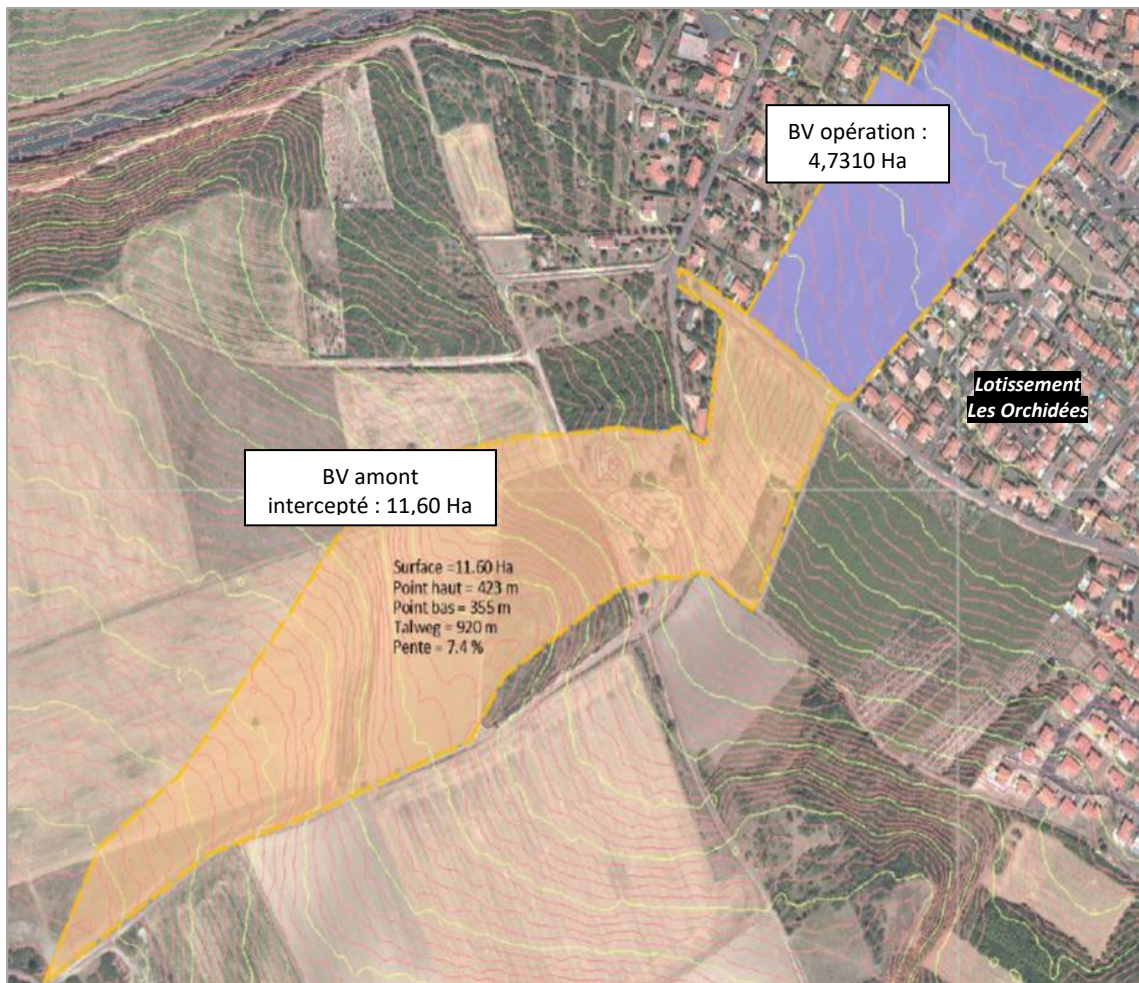 BV opération :
4,7310 Ha
Lotissement
Les Orchidées
BV amont
intercepté : 11,60 Ha
Surface =11.60 Ha
Point haut = 423 m
Point bas = 355 m
Talweg = 920 m
Pente = 7.4 %